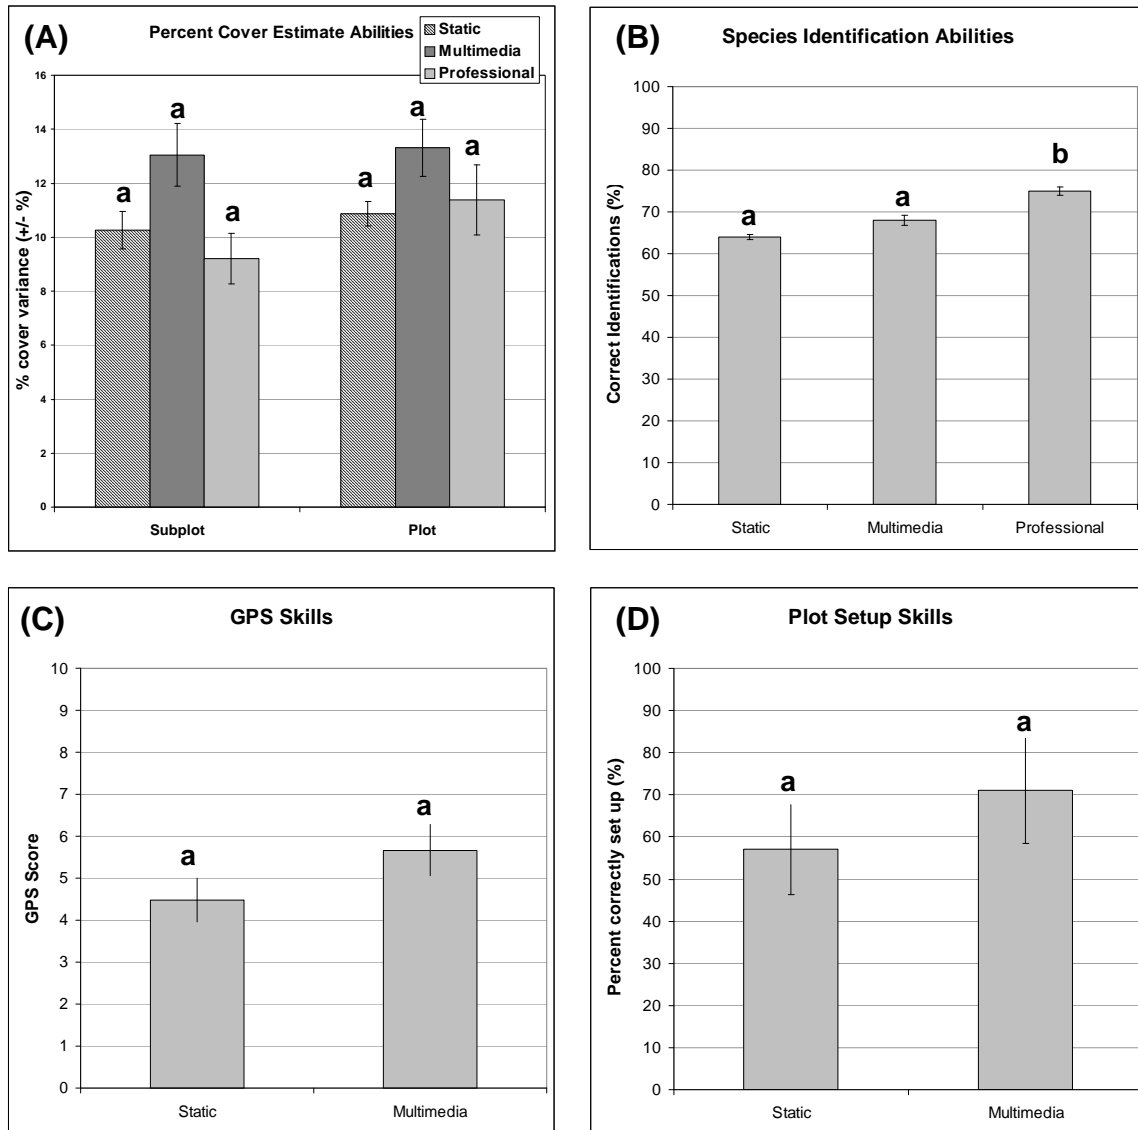 (A)
Percent Cover Estimate Abilities
Static
Multimedia
Professional
% cover variance (+/- %)
16
14
12
10
8
6
4
2
0
a
a
a
a
a
a
Subplot
Plot
(B)
Species Identification Abilities
Correct Identifications (%)
100
90
80
70
60
50
40
30
20
10
0
a
a
b
Static
Multimedia
Professional
(C)
GPS Skills
GPS Score
10
9
8
7
6
5
4
3
2
1
0
a
a
Static
Multimedia
(D)
Plot Setup Skills
Percent correctly set up (%)
100
90
80
70
60
50
40
30
20
10
0
a
a
Static
Multimedia